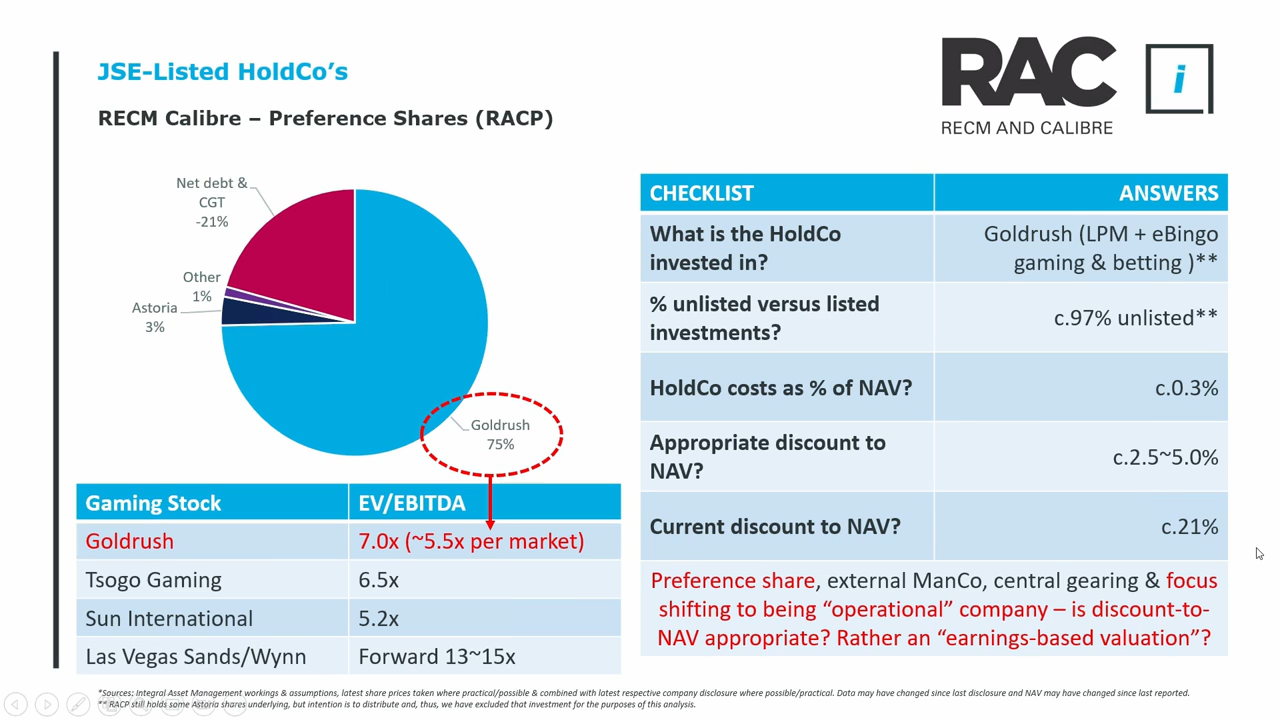 JSE-Listed HoldCo's
RECM Calibre – Preference Shares (RACP)
RAC
RECM AND CALIBRE
i
Net debt &
CGT
-21%
Other
1%
Astoria
3%
Goldrush
75%
Gaming Stock EV/EBITDA
Goldrush 7.0x (~5.5x per market)
Tsogo Gaming 6.5x
Sun International 5.2x
Las Vegas Sands/Wynn Forward 13~15x
CHECKLIST ANSWERS
What is the HoldCo
invested in?
Goldrush (LPM + eBingo
gaming & betting )**
% unlisted versus listed
investments?
c.97% unlisted**
HoldCo costs as % of NAV? c.0.3%
Appropriate discount to
NAV?
c.2.5~5.0%
Current discount to NAV? c.21%
Preference share, external ManCo, central gearing & focus
shifting to being “operational” company – is discount-to-
NAV appropriate? Rather an “earnings-based valuation”?
*Sources: Integral Asset Management workings & assumptions, latest share prices taken where practical/possible & combined with latest respective company disclosure where possible/practical. Data may have changed since last disclosure and NAV may have changed since last reported.
** RACP still holds some Astoria shares underlying, but intention is to distribute and, thus, we have excluded that investment for the purposes of this analysis.